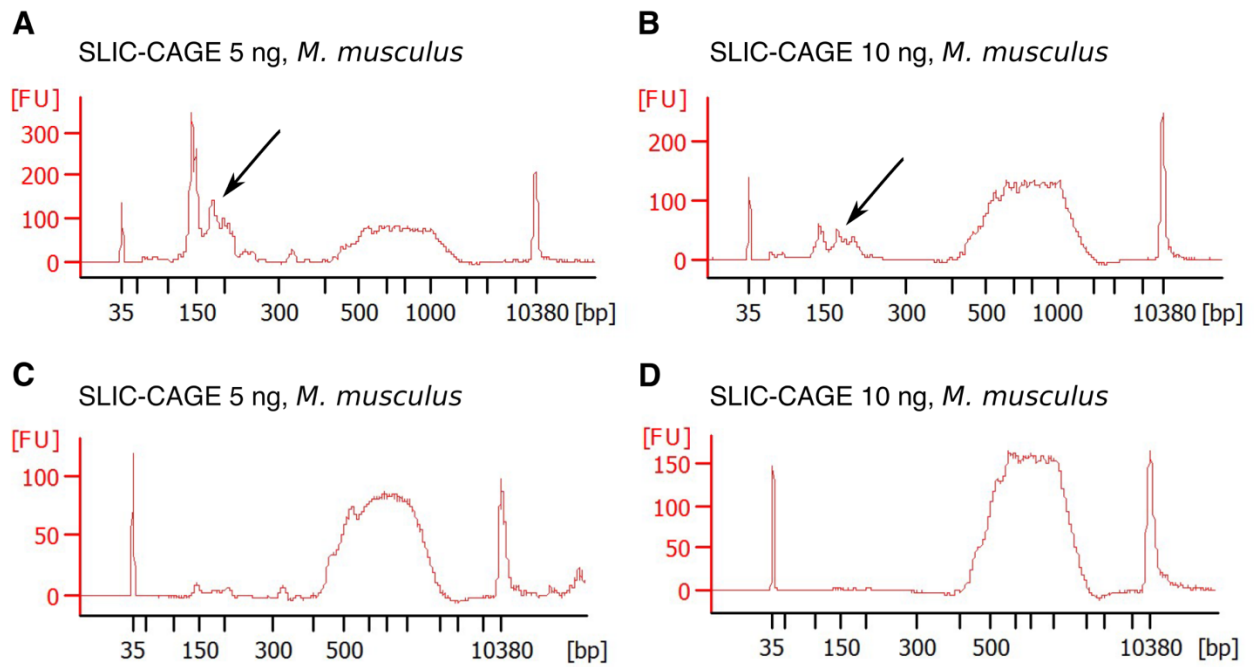 A
SLIC-CAGE 5 ng, M. musculus
[FU]
300
200
100
0
35 150 300 500 1000 10380 [bp]
B
SLIC-CAGE 10 ng, M. musculus
[FU]
200
100
0
35 150 300 500 1000 10380 [bp]
C
SLIC-CAGE 5 ng, M. musculus
[FU]
100
50
0
35 150 300 500 10380 [bp]
D
SLIC-CAGE 10 ng, M. musculus
[FU]
150
100
50
0
35 150 300 500 10380 [bp]